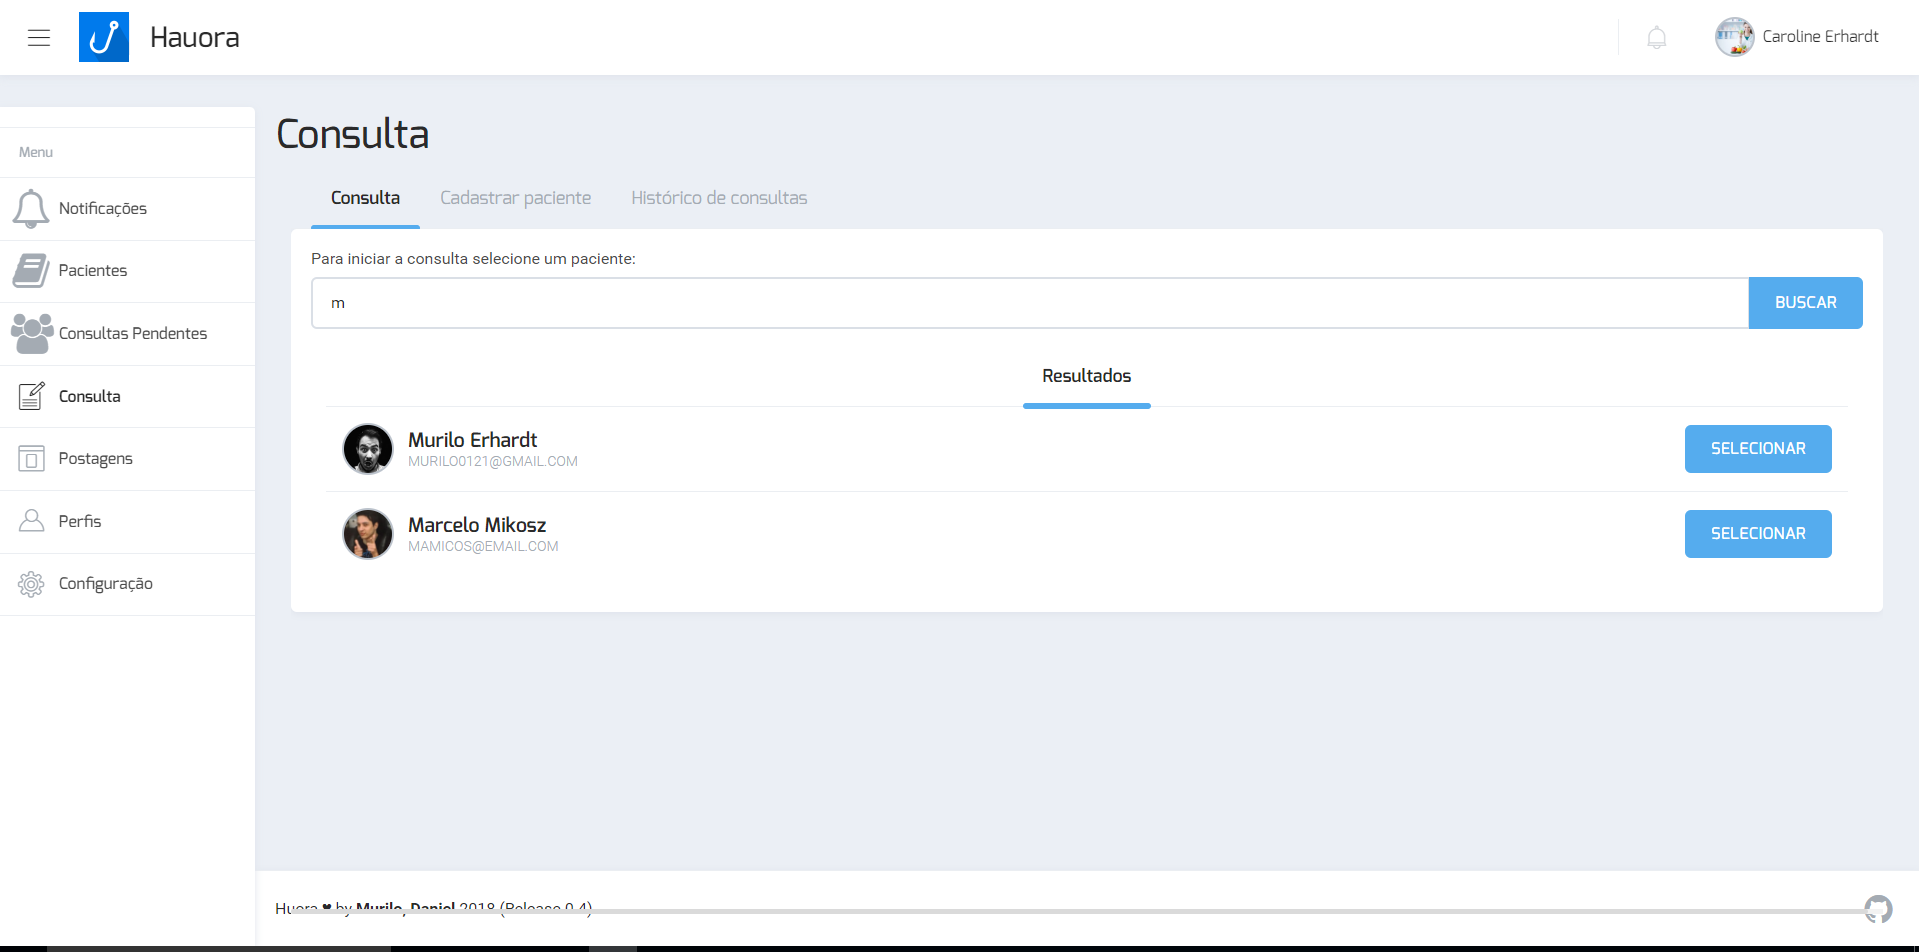 Hauora
Caroline Erhardt
Menu
Notificações
Pacientes
Consultas Pendentes
Consulta
Postagens
Perfis
Configuração
Consulta
Consulta Cadastrar paciente Histórico de consultas
Para iniciar a consulta selecione um paciente:
m BUSCAR
Resultados
Murilo Erhardt
MURILO0121@GMAIL.COM
SELECIONAR
Marcelo Mikosz
MAMICOS@EMAIL.COM
SELECIONAR
Huora ♥ by Murilo, Daniel 2018 (Release 0.4)